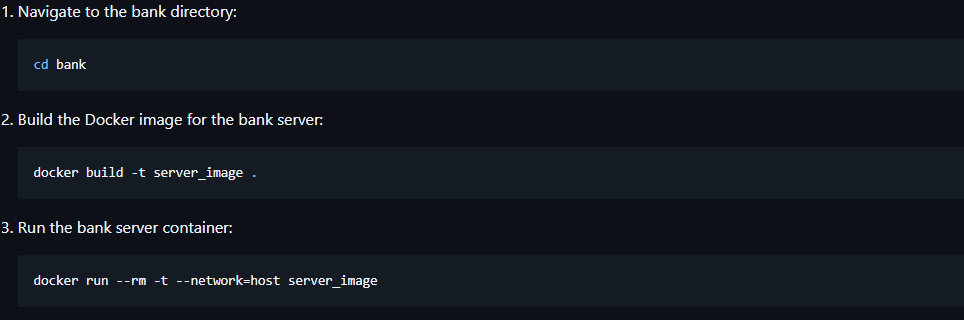 1. Navigate to the bank directory:
cd bank
2. Build the Docker image for the bank server:
docker build -t server_image .
3. Run the bank server container:
docker run --rm -t --network=host server_image